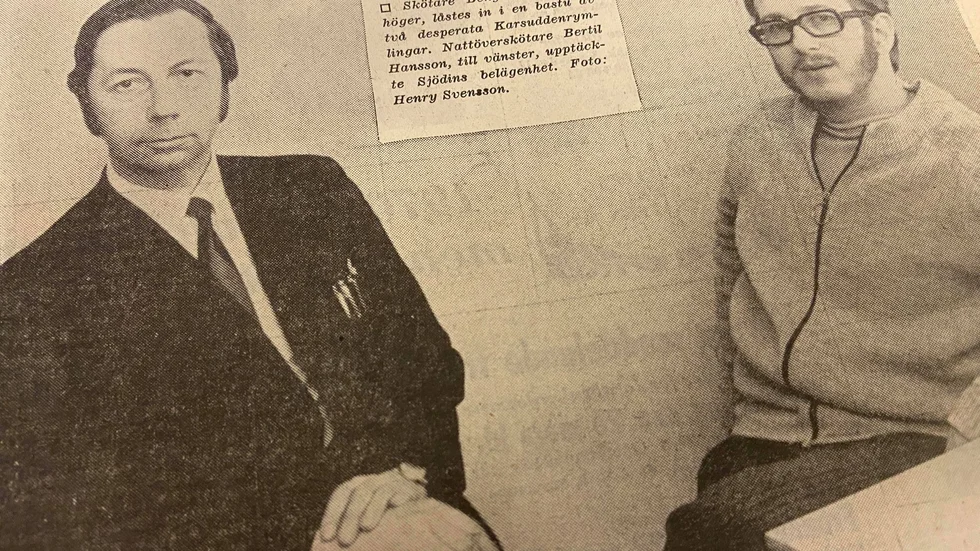 □ Skötare
höger, låstes in i en bastu av
två desperata Karsuddenrym-
lingar. Nattöverskötare Bertil
Hansson, till vänster, upptäck-
te Sjödins belägenhet. Foto:
Henry Svensson.